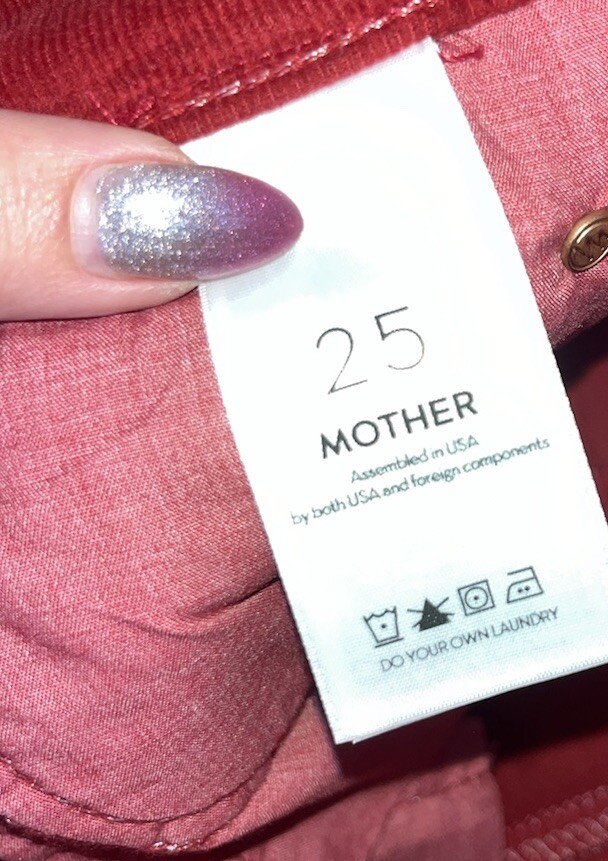 25
MOTHER
Assembled in USA
by both USA and foreign components
DO YOUR OWN LAUNDRY